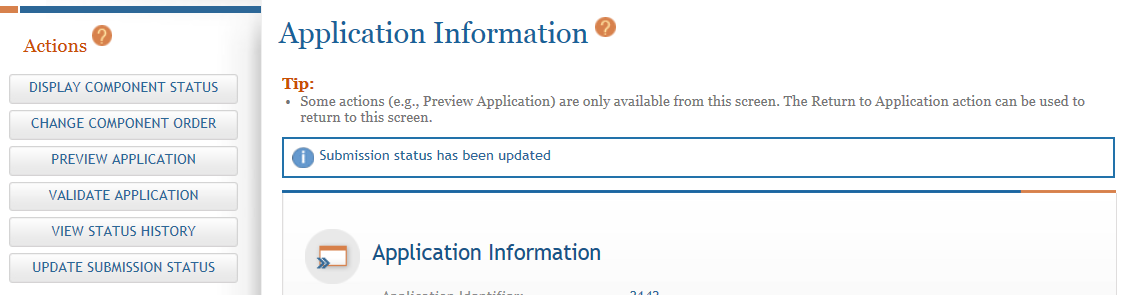 Actions ?
DISPLAY COMPONENT STATUS
CHANGE COMPONENT ORDER
PREVIEW APPLICATION
VALIDATE APPLICATION
VIEW STATUS HISTORY
UPDATE SUBMISSION STATUS
Application Information ?
Tip:
• Some actions (e.g., Preview Application) are only available from this screen. The Return to Application action can be used to
return to this screen.
i Submission status has been updated
Application Information